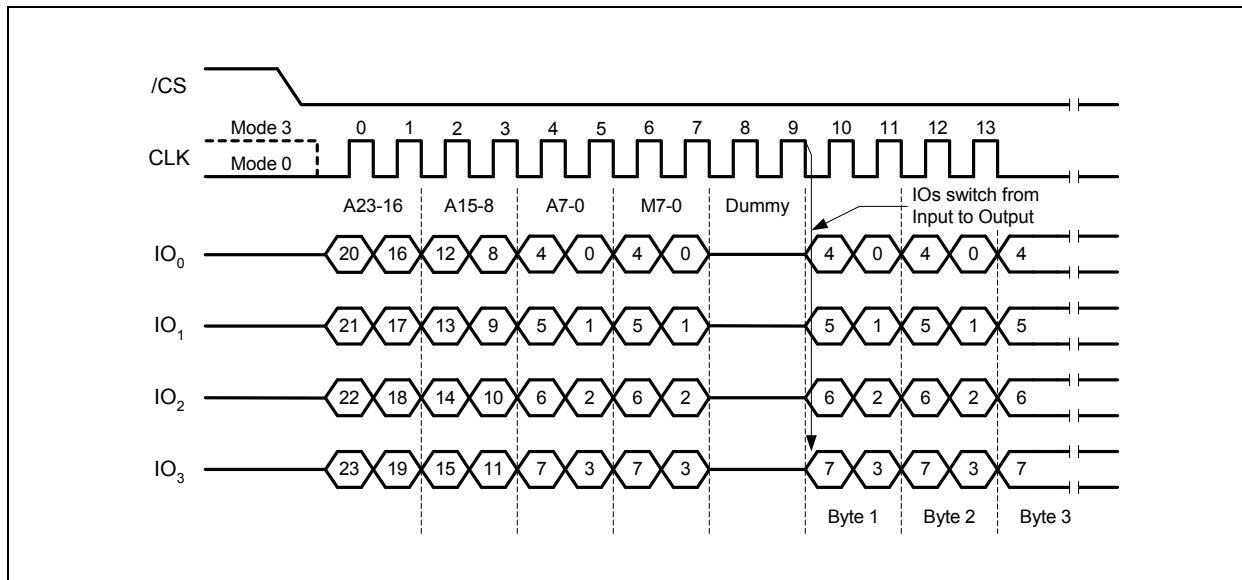 /CS
Mode 3 0 1 2 3 4 5 6 7 8 9 10 11 12 13
CLK Mode 0
A23-16 A15-8 A7-0 M7-0 Dummy
IOs switch from
Input to Output
IO0 20 16 12 8 4 0 4 0 4 0 4 0 4
IO1 21 17 13 9 5 1 5 1 5 1 5 1 5
IO2 22 18 14 10 6 2 6 2 6 2 6 2 6
IO3 23 19 15 11 7 3 7 3 7 3 7 3 7
Byte 1 Byte 2 Byte 3